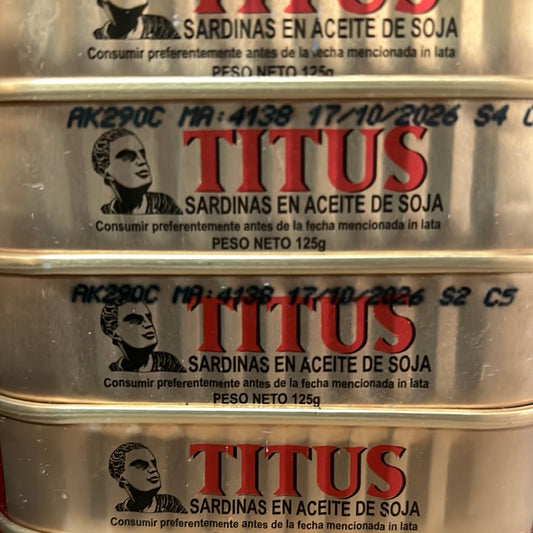 TITUS
SARDINAS EN ACEITE DE SOJA
Consumir preferentemente antes de la fecha mencionada in lata
PESO NETO 125g
AK290C MA:4138 17/10/2026 S4
TITUS
SARDINAS EN ACEITE DE SOJA
Consumir preferentemente antes de la fecha mencionada in lata
PESO NETO 125g
AK290C MA:4138 17/10/2026 S2 C5
TITUS
SARDINAS EN ACEITE DE SOJA
Consumir preferentemente antes de la fecha mencionada in lata
PESO NETO 125g
TITUS
SARDINAS EN ACEITE DE SOJA
Consumir preferentemente antes de la fecha mencionada in lata